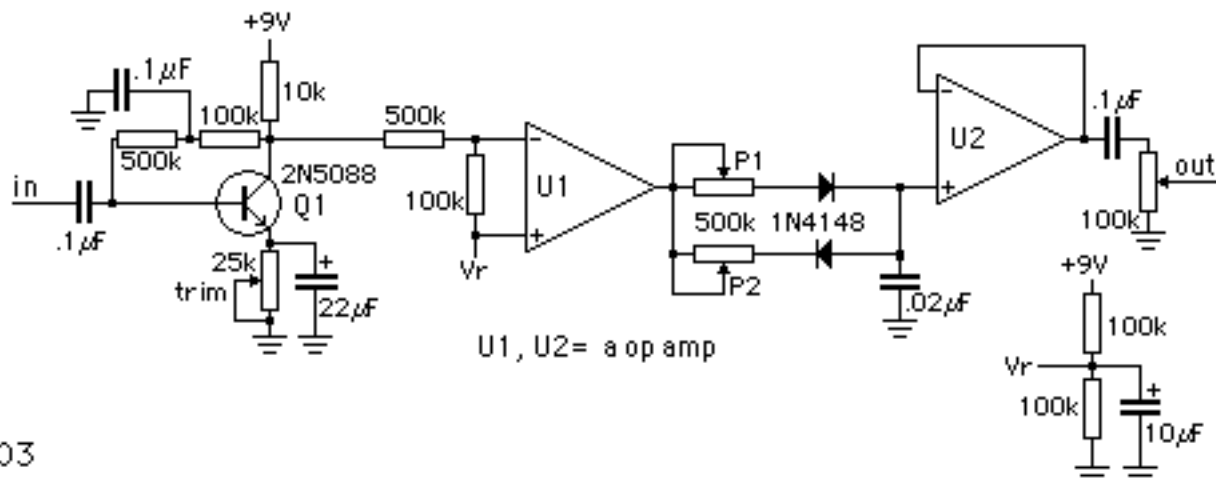 +9V
.1µF
10k
100k
500k
500k
2N5088
Q1
in
.1µF
25k
trim
22µF
+
100k
Vr
−
+
U1
P1
500k
1N4148
P2
.02µF
−
+
U2
.1µF
out
100k
U1, U2= a op amp
+9V
100k
Vr
100k
+
10µF
03